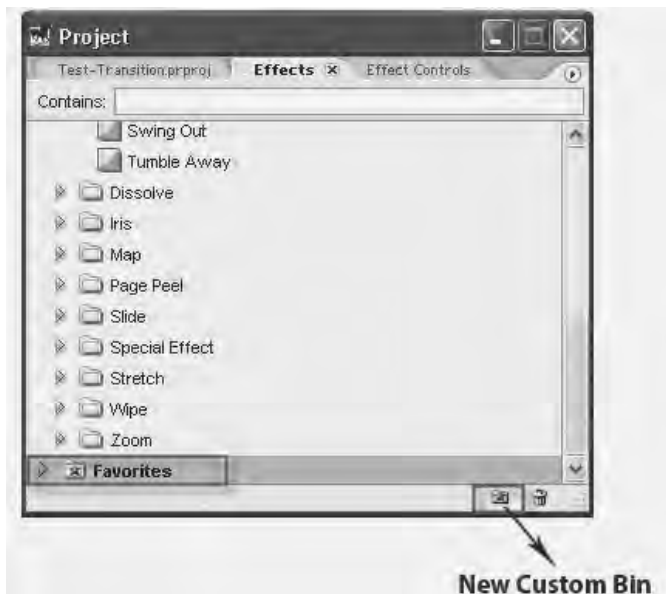 Project
Test-Transition.prproj Effects x Effect Controls
Contains:
Swing Out
Tumble Away
Dissolve
Iris
Map
Page Peel
Slide
Special Effect
Stretch
Wipe
Zoom
Favorites
New Custom Bin